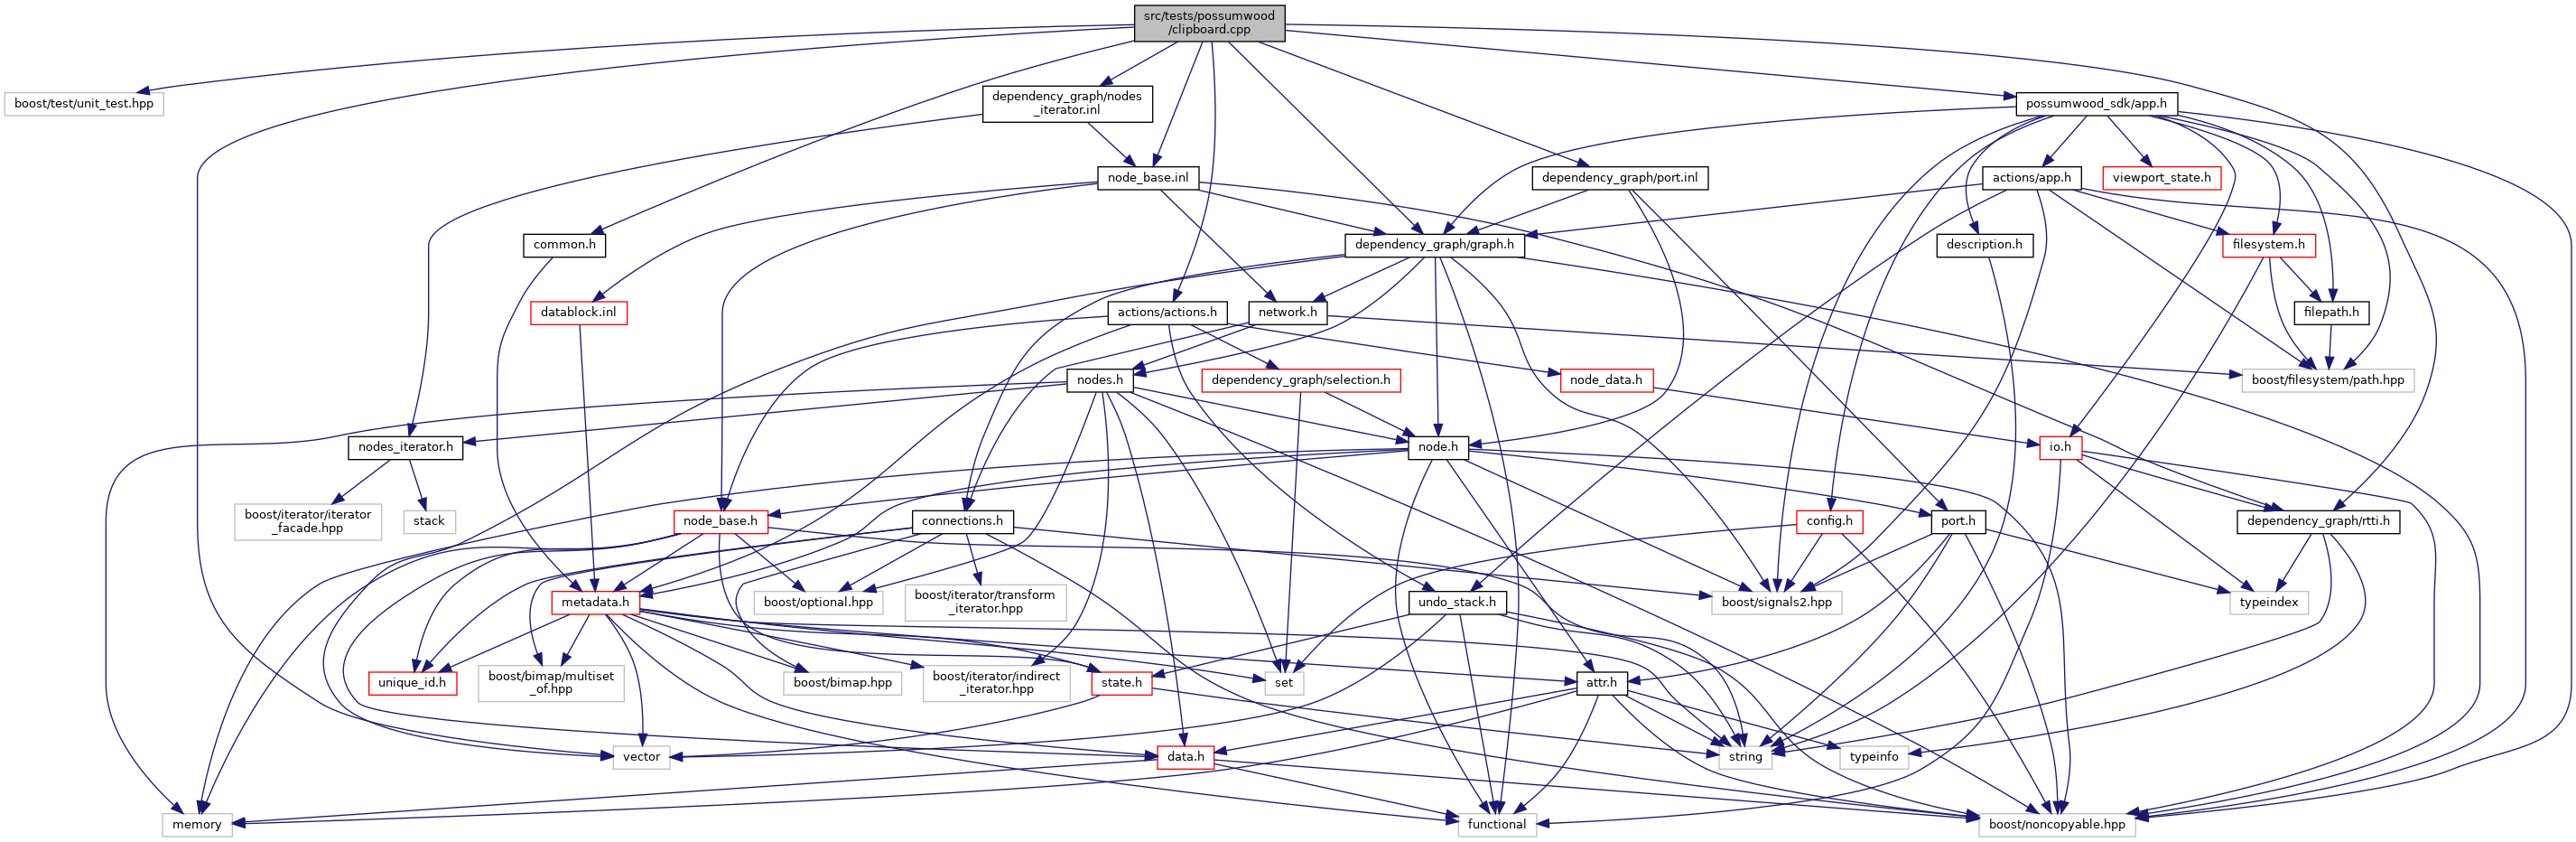 src/tests/possumwood
/clipboard.cpp
boost/test/unit_test.hpp
dependency_graph/nodes
_iterator.inl
possumwood_sdk/app.h
node_base.inl
dependency_graph/port.inl
actions/app.h
viewport_state.h
common.h
dependency_graph/graph.h
description.h
filesystem.h
datablock.inl
actions/actions.h
network.h
filepath.h
nodes.h
dependency_graph/selection.h
node_data.h
boost/filesystem/path.hpp
nodes_iterator.h
node.h
io.h
boost/iterator/iterator
_facade.hpp
stack
node_base.h
connections.h
config.h
port.h
dependency_graph/rtti.h
metadata.h
boost/optional.hpp
boost/iterator/transform
_iterator.hpp
undo_stack.h
boost/signals2.hpp
typeindex
unique_id.h
boost/bimap/multiset
_of.hpp
boost/bimap.hpp
boost/iterator/indirect
_iterator.hpp
state.h
set
attr.h
vector
data.h
string
typeinfo
memory
functional
boost/noncopyable.hpp